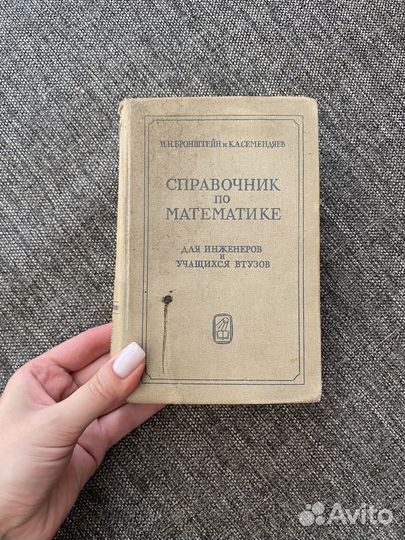 И.Н.БРОНШТЕЙН и К.А.СЕМЕНДЯЕВ
СПРАВОЧНИК
ПО
МАТЕМАТИКЕ
ДЛЯ ИНЖЕНЕРОВ
И
УЧАЩИХСЯ ВТУЗОВ
Avito